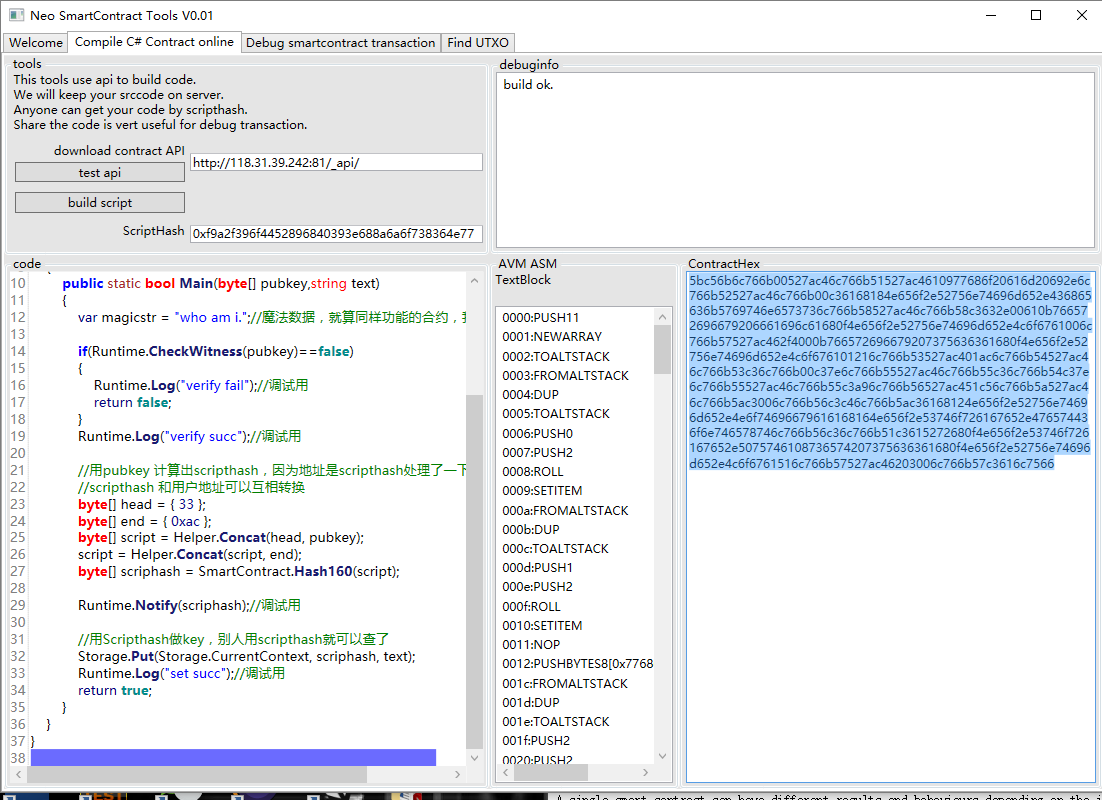 Neo SmartContract Tools V0.01
Welcome Compile C# Contract online Debug smartcontract transaction Find UTXO
tools
This tools use api to build code.
We will keep your srccode on server.
Anyone can get your code by scripthash.
Share the code is vert useful for debug transaction.
download contract API
http://118.31.39.242:81/_api/
test api
build script
ScriptHash
0xf9a2f396f4452896840393e688a6a6f738364e77
debuginfo
build ok.
code
10 public static bool Main(byte[] pubkey,string text)
11 {
12 var magicstr = "who am i.";//魔法数据，就算同样功能的合约，
13
14 if(Runtime.CheckWitness(pubkey)==false)
15 {
16 Runtime.Log("verify fail");//调试用
17 return false;
18 }
19 Runtime.Log("verify succ");//调试用
20
21 //用pubkey 计算出scripthash，因为地址是scripthash处理了一下
22 //scripthash 和用户地址可以互相转换
23 byte[] head = { 33 };
24 byte[] end = { 0xac };
25 byte[] script = Helper.Concat(head, pubkey);
26 script = Helper.Concat(script, end);
27 byte[] scriphash = SmartContract.Hash160(script);
28
29 Runtime.Notify(scriphash);//调试用
30
31 //用Scripthash做key，别人用scripthash就可以查了
32 Storage.Put(Storage.CurrentContext, scriphash, text);
33 Runtime.Log("set succ");//调试用
34 return true;
35 }
36 }
37 }
38
AVM ASM
TextBlock
0000:PUSH11
0001:NEWARRAY
0002:TOALTSTACK
0003:FROMALTSTACK
0004:DUP
0005:TOALTSTACK
0006:PUSH0
0007:PUSH2
0008:ROLL
0009:SETITEM
000a:FROMALTSTACK
000b:DUP
000c:TOALTSTACK
000d:PUSH1
000e:PUSH2
000f:ROLL
0010:SETITEM
0011:NOP
0012:PUSHBYTES8[0x7768
001c:FROMALTSTACK
001d:DUP
001e:TOALTSTACK
001f:PUSH2
0020:PUSH2
ContractHex
5bc56b6c766b00527ac46c766b51527ac4610977686f20616d20692e6c
766b52527ac46c766b00c36168184e656f2e52756e74696d652e436865
636b5769746e6573736c766b58527ac46c766b58c3632e00610b766572
6966792066 61696c61680f4e656f2e52756e74696d652e4c6f6761006c
766b57527ac462f4000b7665726966792073756363 61680f4e656f2e52
756e74696d652e4c6f676101216c766b53527ac401ac6c766b54527ac4
6c766b53c36c766b00c37e6c766b55527ac46c766b55c36c766b54c37e
6c766b55527ac46c766b55c3a96c766b56527ac451c56c766b5a527ac4
6c766b5ac3006c766b56c3c46c766b5ac36168124e656f2e52756e7469
6d652e4e6f74696679616168164e656f2e53746f726167652e47657443
6f6e746578746c766b56c36c766b51c3615272680f4e656f2e53746f726
167652e507574610873657420737563636 1680f4e656f2e52756e74696
d652e4c6f6761516c766b57527ac46203006c766b57c3616c7566